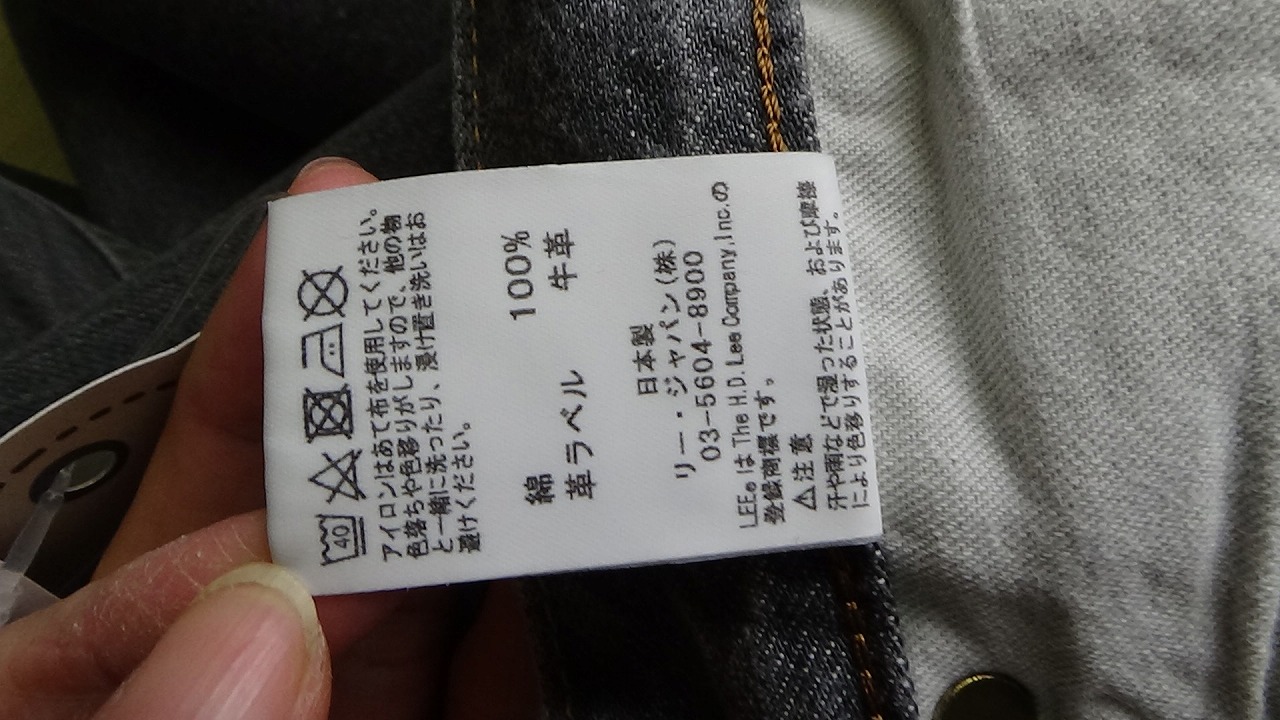 40
アイロンはあて布を使用してください。
色落ちや色移りがしますので、他の物
と一緒に洗ったり、浸け置き洗いはお
避けください。
綿 100%
革ラベル 牛革
日本製
リー・ジャパン(株)
03-5604-8900
LEE®は The H.D. Lee Company, Inc.の
登録商標です。
⚠注意
汗や雨などで湿った状態、および摩擦
により色移りすることがあります。